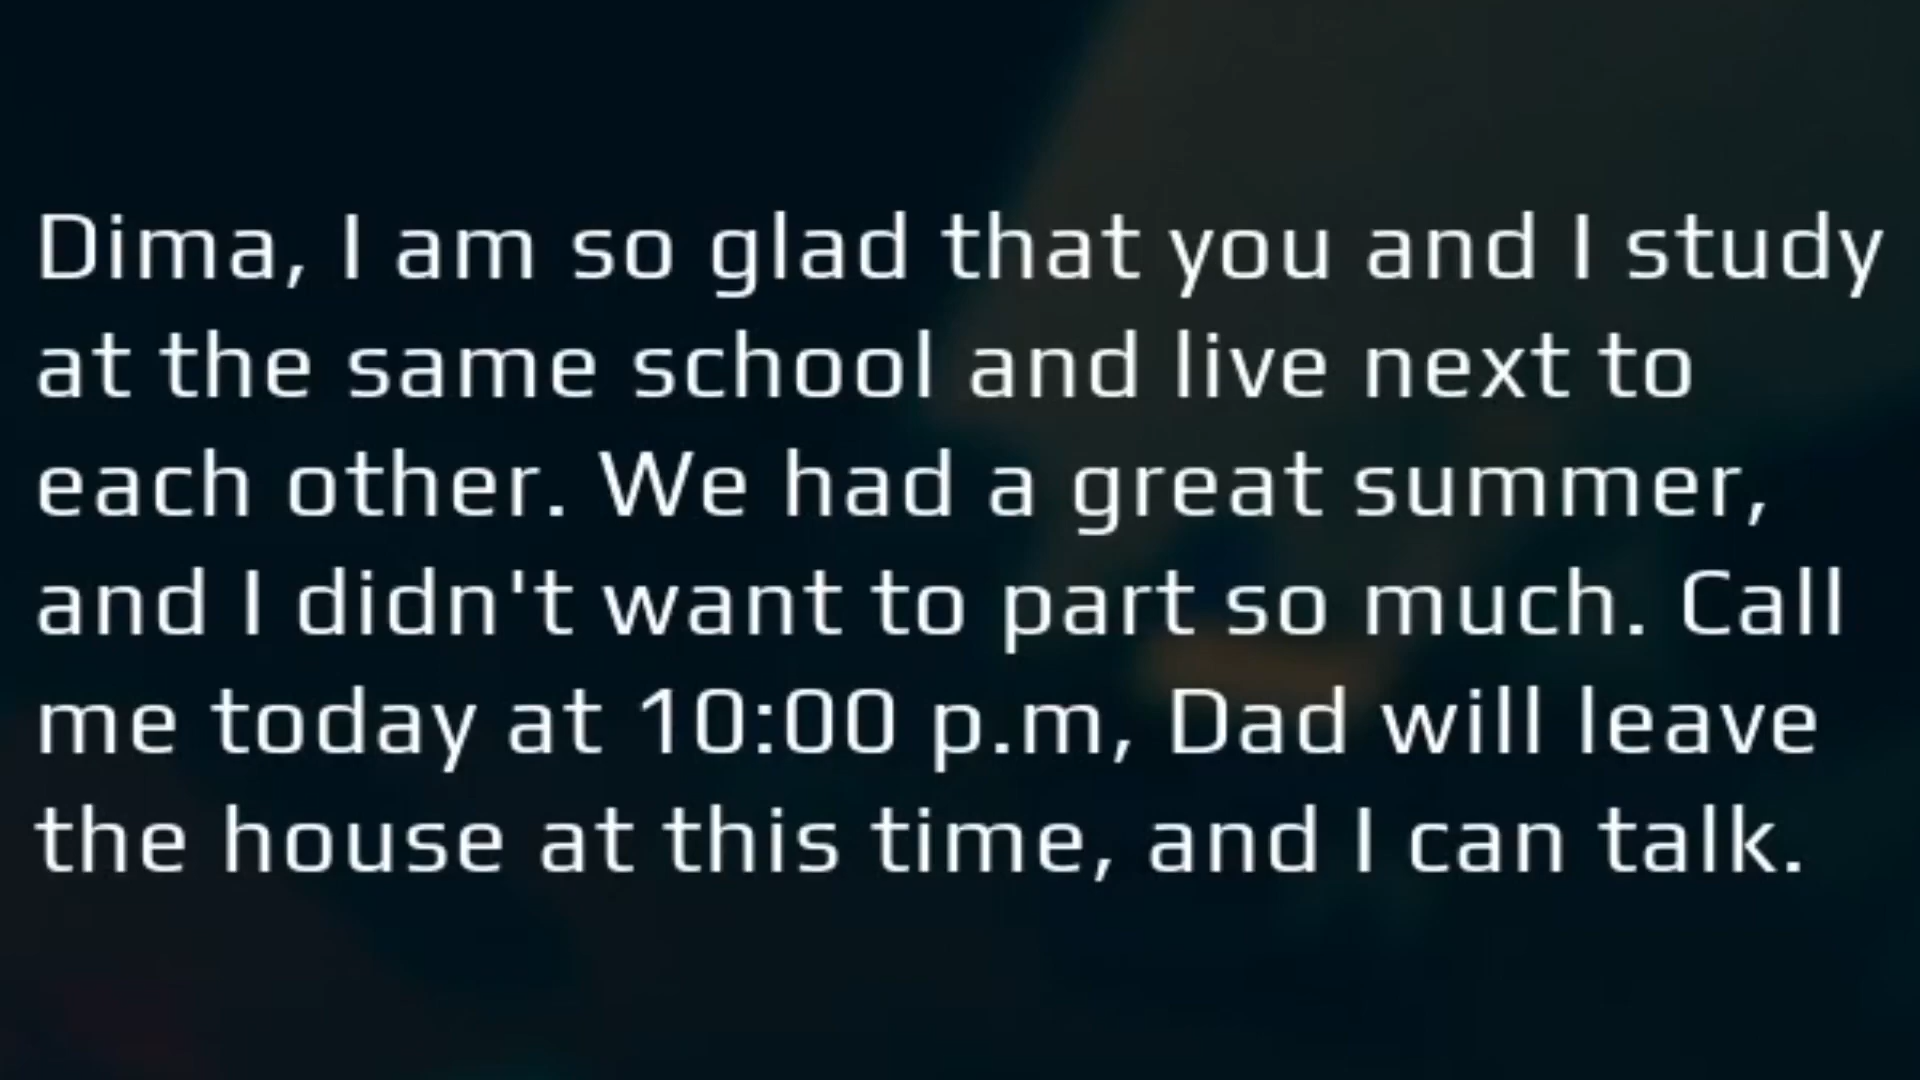 Dima, I am so glad that you and I study
at the same school and live next to
each other. We had a great summer,
and I didn't want to part so much. Call
me today at 10:00 p.m, Dad will leave
the house at this time, and I can talk.